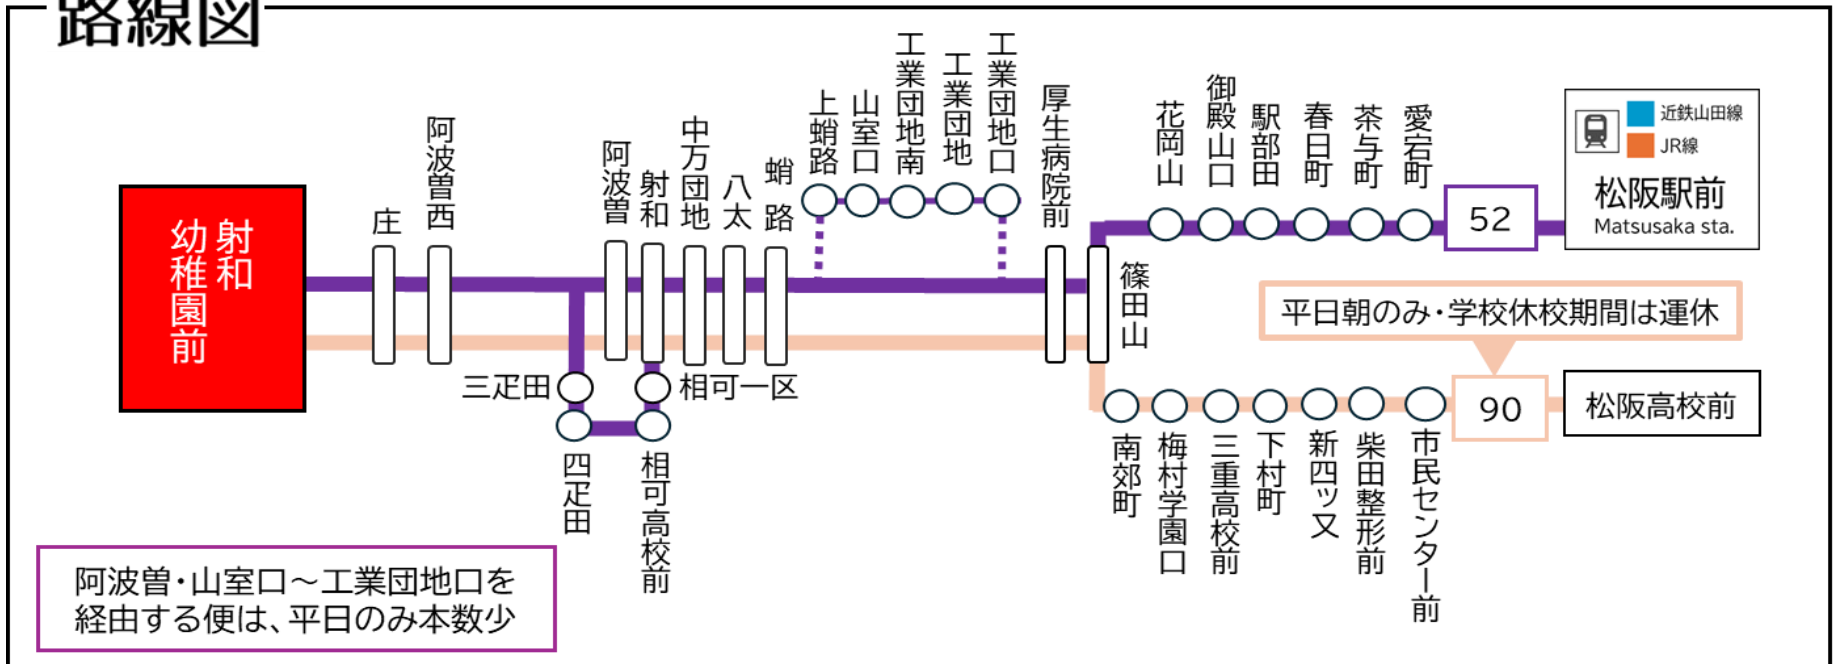 路線図
射和
幼稚園前
庄
阿波曽西
阿波曽
射和
中万団地
八太
蛸路
上蛸路
山室口
工業団地南
工業団地
工業団地口
厚生病院前
篠田山
花岡山
御殿山口
駅部田
春日町
茶与町
愛宕町
52
近鉄山田線
JR線
松阪駅前
Matsusaka sta.
平日朝のみ・学校休校期間は運休
三疋田
相可一区
四疋田
相可高校前
南郊町
梅村学園口
三重高校前
下村町
新四ッ又
柴田整形前
市民センター前
90
松阪高校前
阿波曽・山室口～工業団地口を
経由する便は、平日のみ本数少